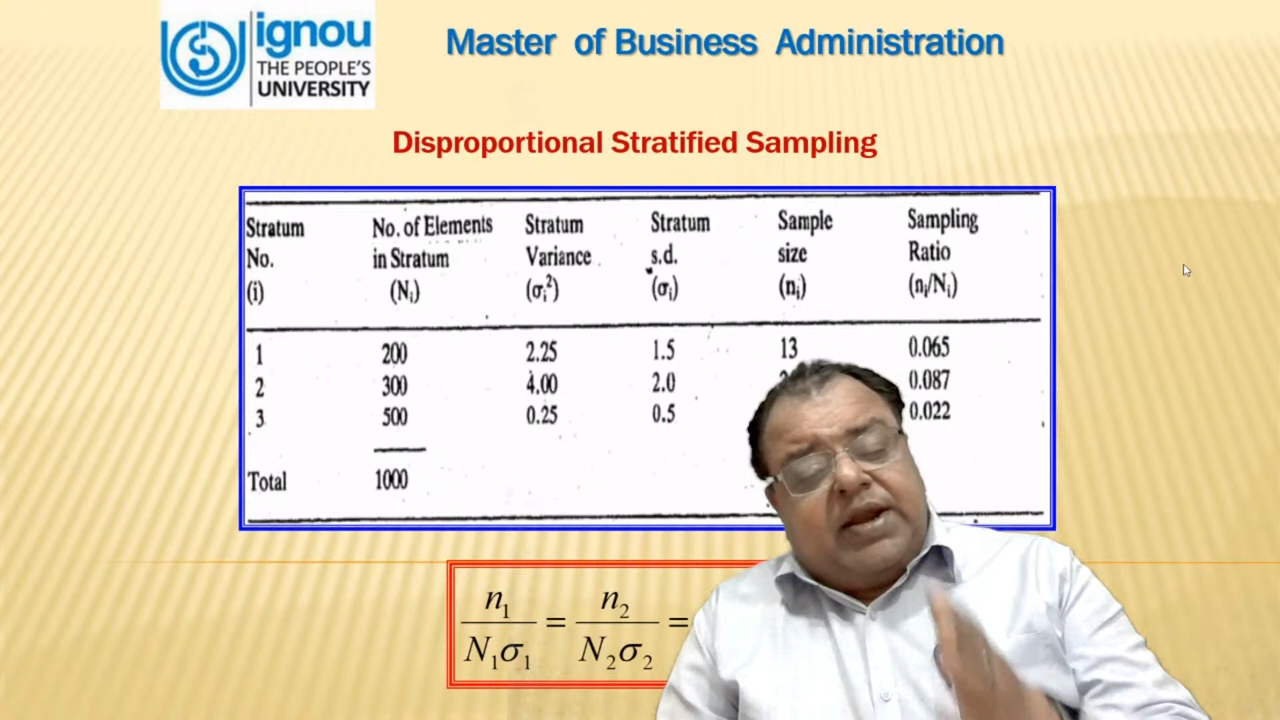 ignou
THE PEOPLE'S
UNIVERSITY
Master of Business Administration
Disproportional Stratified Sampling
Stratum No. of Elements Stratum Stratum Sample Sampling
No. in Stratum Variance s.d. size Ratio
(i) (Nᵢ) (σᵢ²) (σᵢ) (nᵢ) (nᵢ/Nᵢ)
1 200 2.25 1.5 13 0.065
2 300 4.00 2.0 0.087
3 500 0.25 0.5 0.022
Total 1000
n₁ / N₁σ₁ = n₂ / N₂σ₂ =